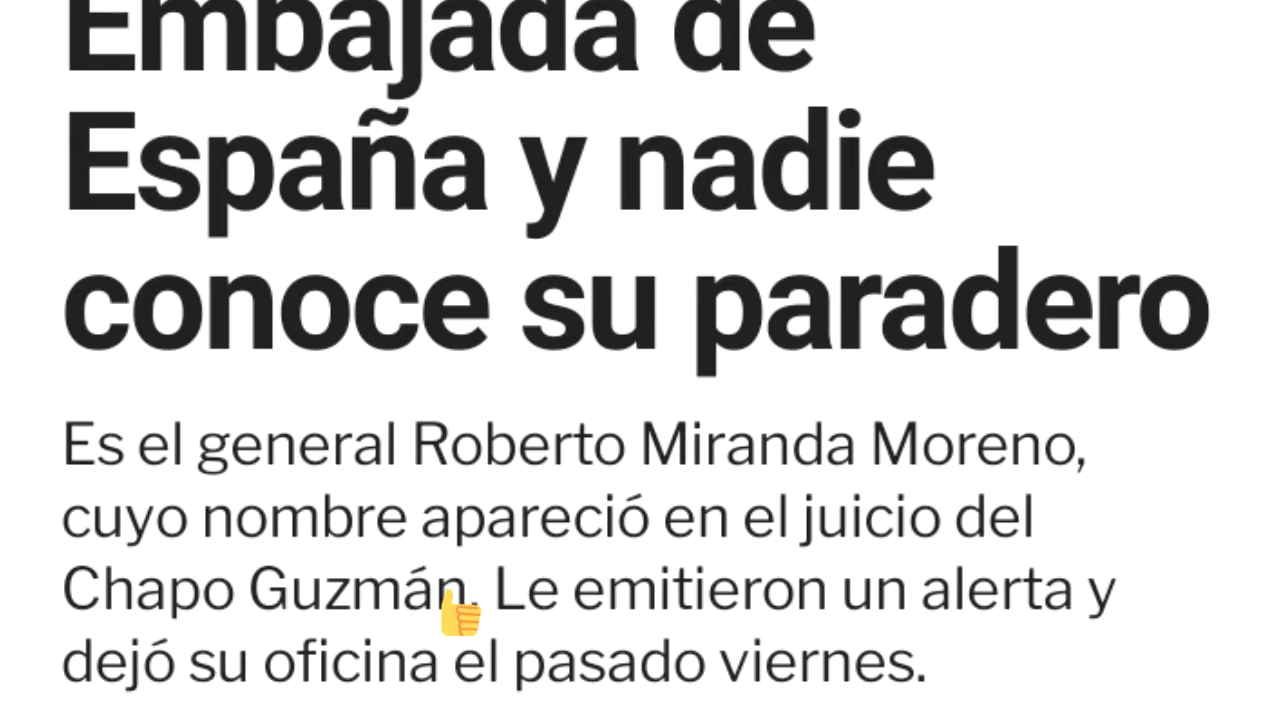 Embajada de
España y nadie
conoce su paradero
Es el general Roberto Miranda Moreno,
cuyo nombre apareció en el juicio del
Chapo Guzmán. Le emitieron un alerta y
dejó su oficina el pasado viernes.